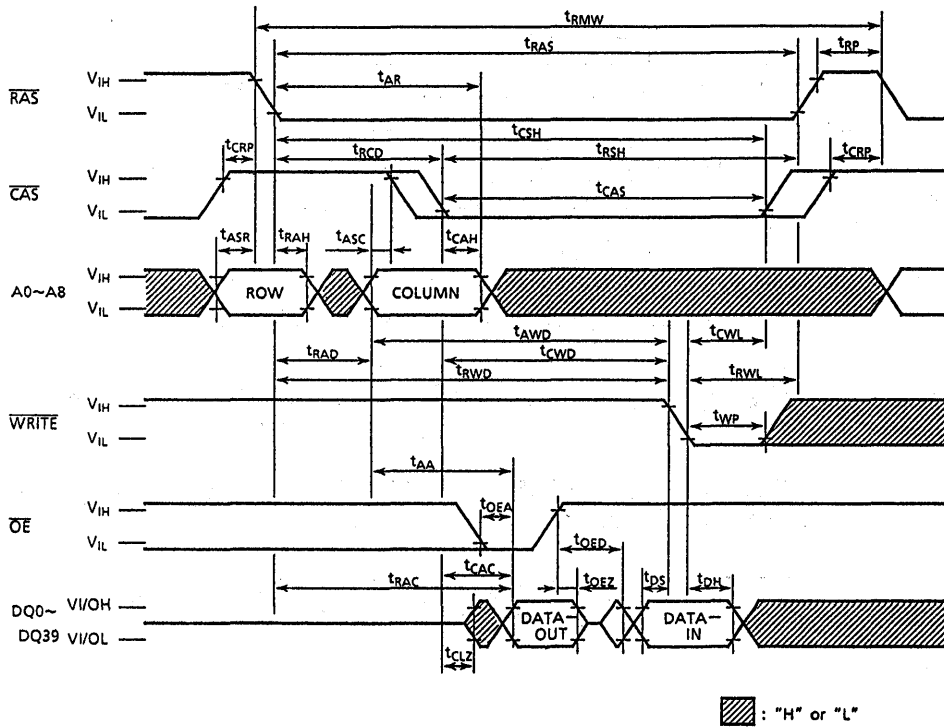 tRMW
tRAS
tRP
tAR
RAS
VIH
VIL
tCSH
tCRP
tRCD
tRSH
tCRP
CAS
VIH
VIL
tCAS
tASR
tRAH
tASC
tCAH
A0~A8
VIH
VIL
ROW
COLUMN
tAWD
tCWL
tRAD
tCWD
tRWD
tRWL
WRITE
VIH
VIL
tWP
tAA
OE
VIH
VIL
tOEA
tOED
tCAC
tRAC
tOEZ
tDS
tDH
DQ0~
DQ39
VI/OH
VI/OL
DATA-
OUT
DATA-
IN
tCLZ
: "H" or "L"